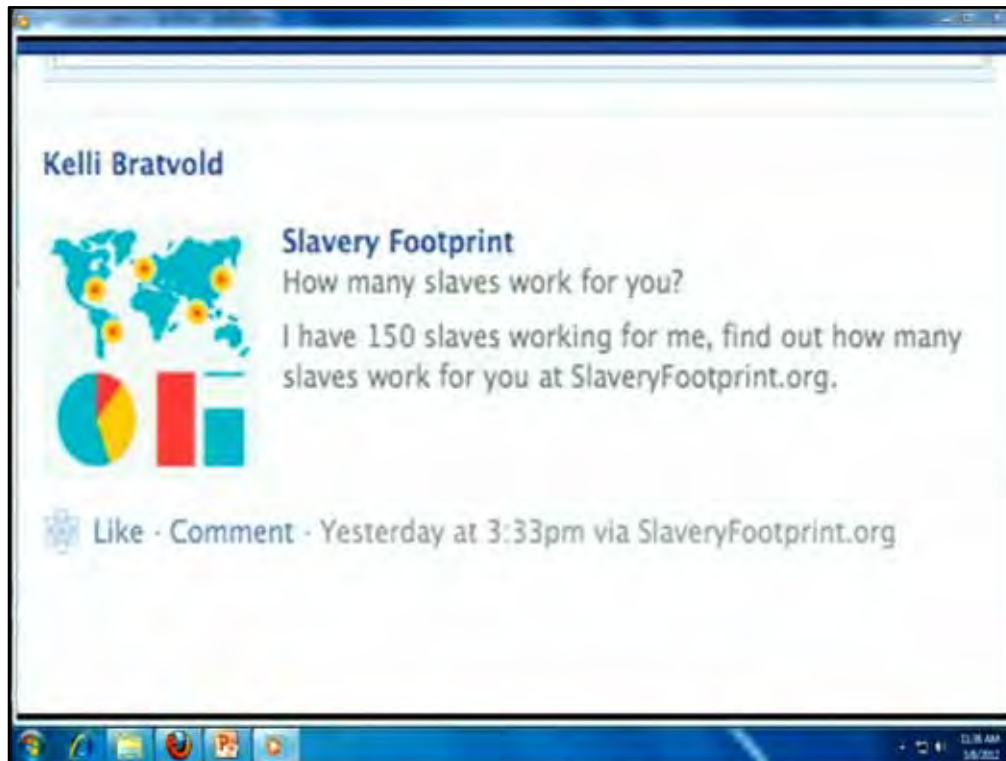 Kelli Bratvold
Slavery Footprint
How many slaves work for you?
I have 150 slaves working for me, find out how many
slaves work for you at SlaveryFootprint.org.
Like · Comment · Yesterday at 3:33pm via SlaveryFootprint.org